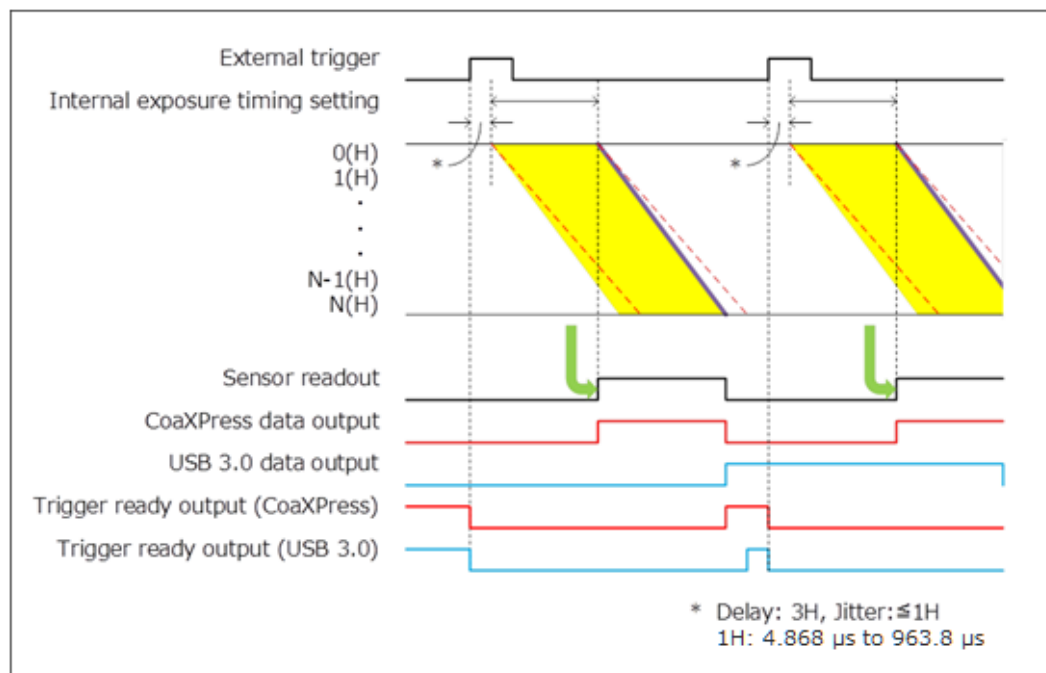 External trigger
Internal exposure timing setting
*
*
0(H)
1(H)
.
.
.
N-1(H)
N(H)
Sensor readout
CoaXPress data output
USB 3.0 data output
Trigger ready output (CoaXPress)
Trigger ready output (USB 3.0)
* Delay: 3H, Jitter:≦1H
1H: 4.868 µs to 963.8 µs